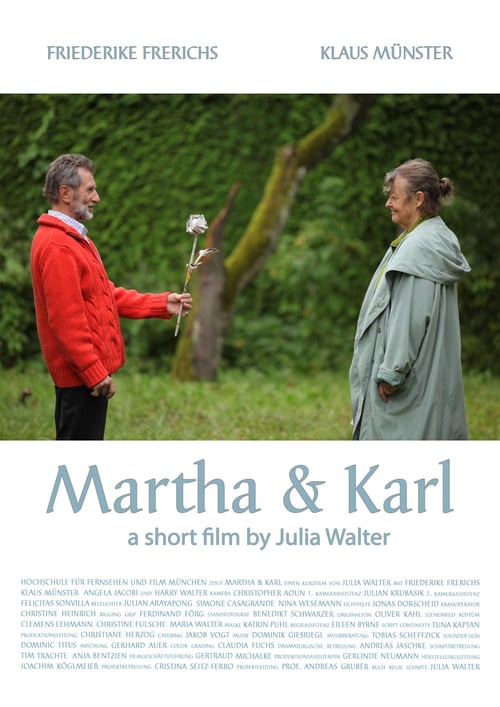 FRIEDERIKE FRERICHS KLAUS MÜNSTER
Martha & Karl
a short film by Julia Walter
HOCHSCHULE FÜR FERNSEHEN UND FILM MÜNCHEN ZEIGT MARTHA & KARL EINEN KURZFILM VON JULIA WALTER MIT FRIEDERIKE FRERICHS
KLAUS MÜNSTER ANGELA JACOBI UND HARRY WALTER KAMERA CHRISTOPHER AOUN 1. KAMERAASSISTENZ JULIAN KRUBASIK 2. KAMERAASSISTENZ
FELICITAS SONVILLA BELEUCHTER JULIAN ARAYAPONG SIMONE CASAGRANDE NINA WESEMANN LICHTHILFE JONAS DORSCHEID KRANOPERATOR
CHRISTINE HEINRICH RIGGING GRIP FERDINAND FÖRG STANDFOTOGRAF BENEDIKT SCHWARZER ORIGINALTON OLIVER KAHL SZENENBILD KOSTÜM
CLEMENS LEHMANN CHRISTINE FULSCHE MARIA WALTER MASKE KATRIN PUHL REGIEASSISTENZ EILEEN BYRNE SCRIPT CONTINUITY TUNA KAPTAN
PRODUKTIONSLEITUNG CHRISTIANE HERZOG CATERING JAKOB VOGT MUSIK DOMINIK GIESRIEGL MUSIKBERATUNG TOBIAS SCHEFFZICK SOUNDDESIGN
DOMINIC TITUS MISCHUNG GERHARD AUER COLOR GRADING CLAUDIA FUCHS DRAMATURGISCHE BETREUUNG ANDREAS JASCHKE SCHNITTBETREUUNG
TIM TRACHTE ANJA BENTZIEN FILMGESCHÄFTSFÜHRUNG GERTRAUD MICHALKE PRODUKTIONSASSISTENTIN GERLINDE NEUMANN HERSTELLUNGSLEITUNG
JOACHIM KÖGLMEIER PROJEKTBETREUUNG CRISTINA SEITZ-FERRO PROJEKTLEITUNG PROF. ANDREAS GRUBER BUCH REGIE SCHNITT JULIA WALTER